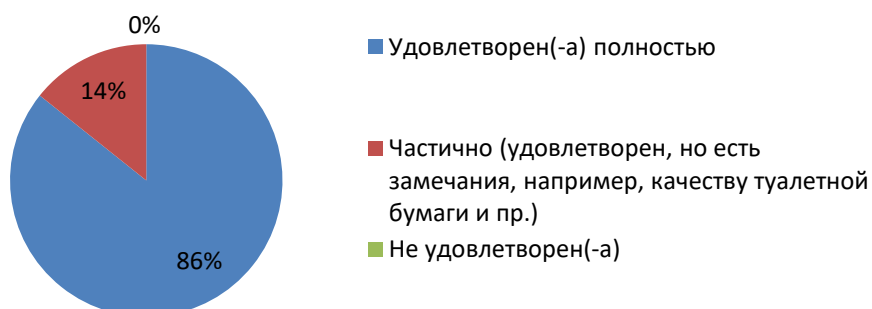 0%
14%
86%
Удовлетворен(-а) полностью
Частично (удовлетворен, но есть
замечания, например, качеству туалетной
бумаги и пр.)
Не удовлетворен(-а)